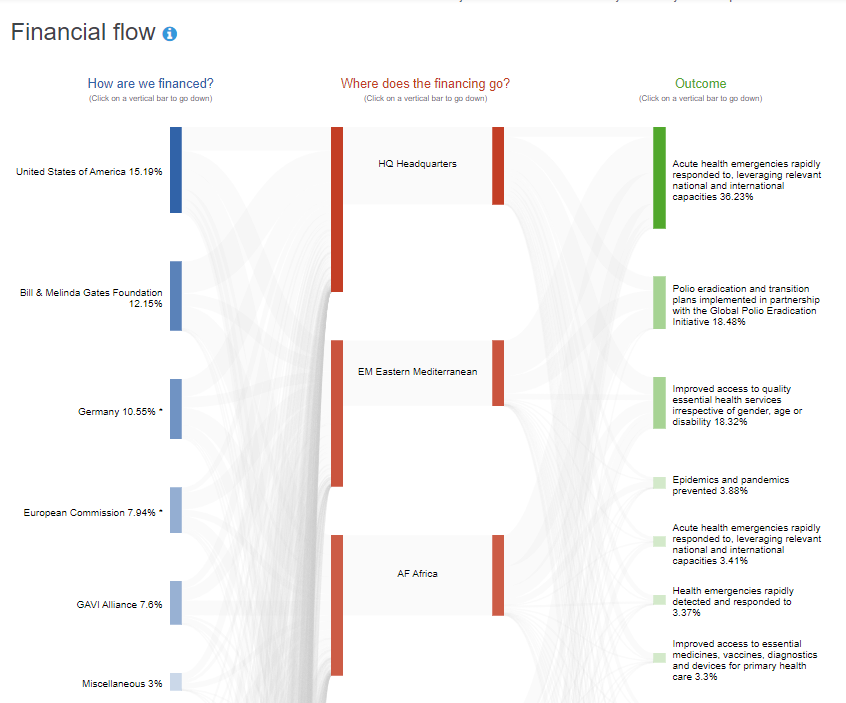 Financial flow
How are we financed?
(Click on a vertical bar to go down)
Where does the financing go?
(Click on a vertical bar to go down)
Outcome
(Click on a vertical bar to go down)
United States of America 15.19%
Bill & Melinda Gates Foundation
12.15%
Germany 10.55% *
European Commission 7.94% *
GAVI Alliance 7.6%
Miscellaneous 3%
HQ Headquarters
EM Eastern Mediterranean
AF Africa
Acute health emergencies rapidly
responded to, leveraging relevant
national and international
capacities 36.23%
Polio eradication and transition
plans implemented in partnership
with the Global Polio Eradication
Initiative 18.48%
Improved access to quality
essential health services
irrespective of gender, age or
disability 18.32%
Epidemics and pandemics
prevented 3.88%
Acute health emergencies rapidly
responded to, leveraging relevant
national and international
capacities 3.41%
Health emergencies rapidly
detected and responded to
3.37%
Improved access to essential
medicines, vaccines, diagnostics
and devices for primary health
care 3.3%